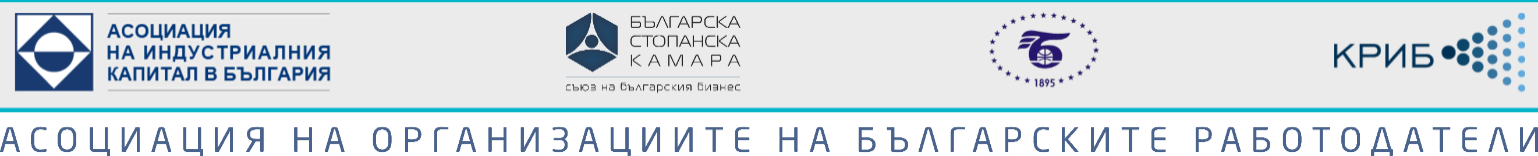 АСОЦИАЦИЯ
НА ИНДУСТРИАЛНИЯ
КАПИТАЛ В БЪЛГАРИЯ
БЪЛГАРСКА
СТОПАНСКА
КАМАРА
съюз на българския бизнес
Б
1895
КРИБ
АСОЦИАЦИЯ НА ОРГАНИЗАЦИИТЕ НА БЪЛГАРСКИТЕ РАБОТОДАТЕЛИ